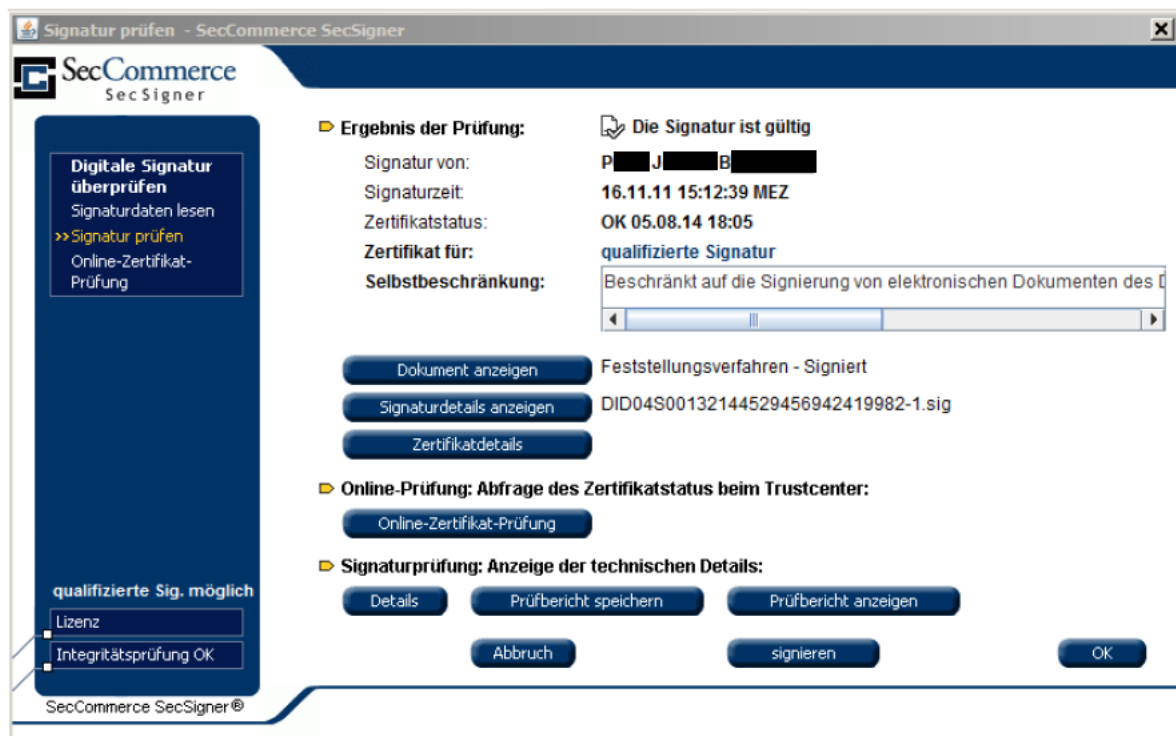 Signatur prüfen - SecCommerce SecSigner
SecCommerce
SecSigner
Digitale Signatur
überprüfen
Signaturdaten lesen
>>Signatur prüfen
Online-Zertifikat-
Prüfung
qualifizierte Sig. möglich
Lizenz
Integritätsprüfung OK
SecCommerce SecSigner®
Ergebnis der Prüfung: Die Signatur ist gültig
Signatur von: P J B
Signaturzeit: 16.11.11 15:12:39 MEZ
Zertifikatstatus: OK 05.08.14 18:05
Zertifikat für: qualifizierte Signatur
Selbstbeschränkung: Beschränkt auf die Signierung von elektronischen Dokumenten des
Dokument anzeigen Feststellungsverfahren - Signiert
Signaturdetails anzeigen DID04S00132144529456942419982-1.sig
Zertifikatdetails
Online-Prüfung: Abfrage des Zertifikatstatus beim Trustcenter:
Online-Zertifikat-Prüfung
Signaturprüfung: Anzeige der technischen Details:
Details Prüfbericht speichern Prüfbericht anzeigen
Abbruch signieren OK